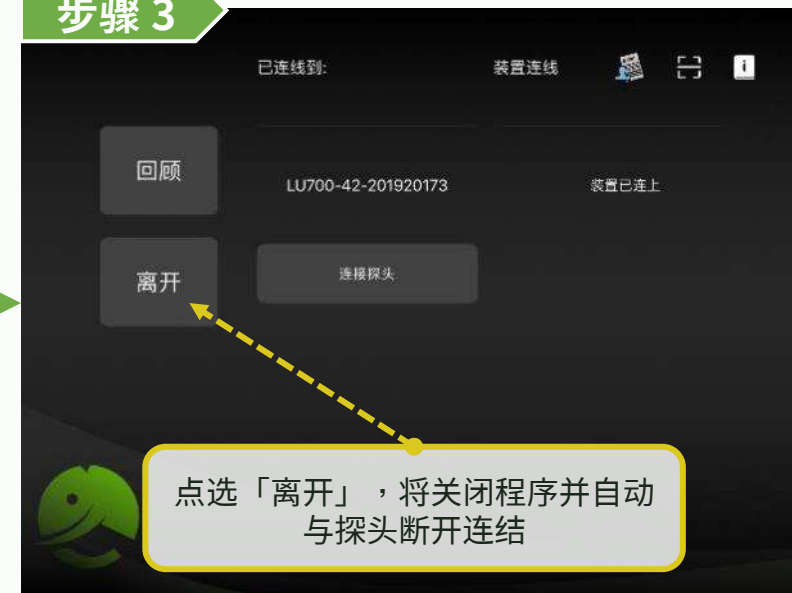 步骤 3
已连线到:
装置连线
i
回顾
LU700-42-201920173
装置已连上
离开
连接探头
点选「离开」，将关闭程序并自动
与探头断开连结